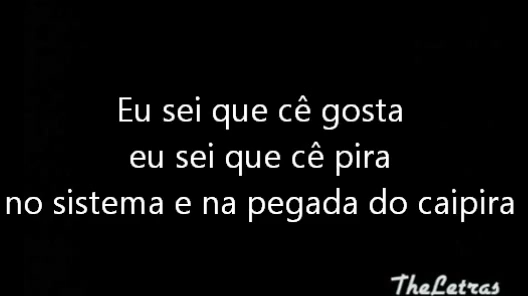 Eu sei que cê gosta
eu sei que cê pira
no sistema e na pegada do caipira
TheLetras